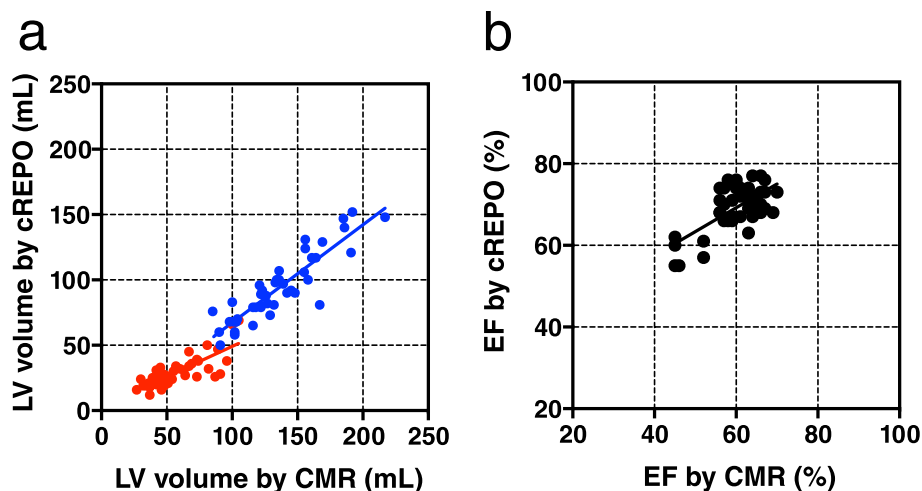 a
LV volume by cREPO (mL)
250
200
150
100
50
0
0 50 100 150 200 250
LV volume by CMR (mL)
b
EF by cREPO (%)
100
80
60
40
20
20 40 60 80 100
EF by CMR (%)